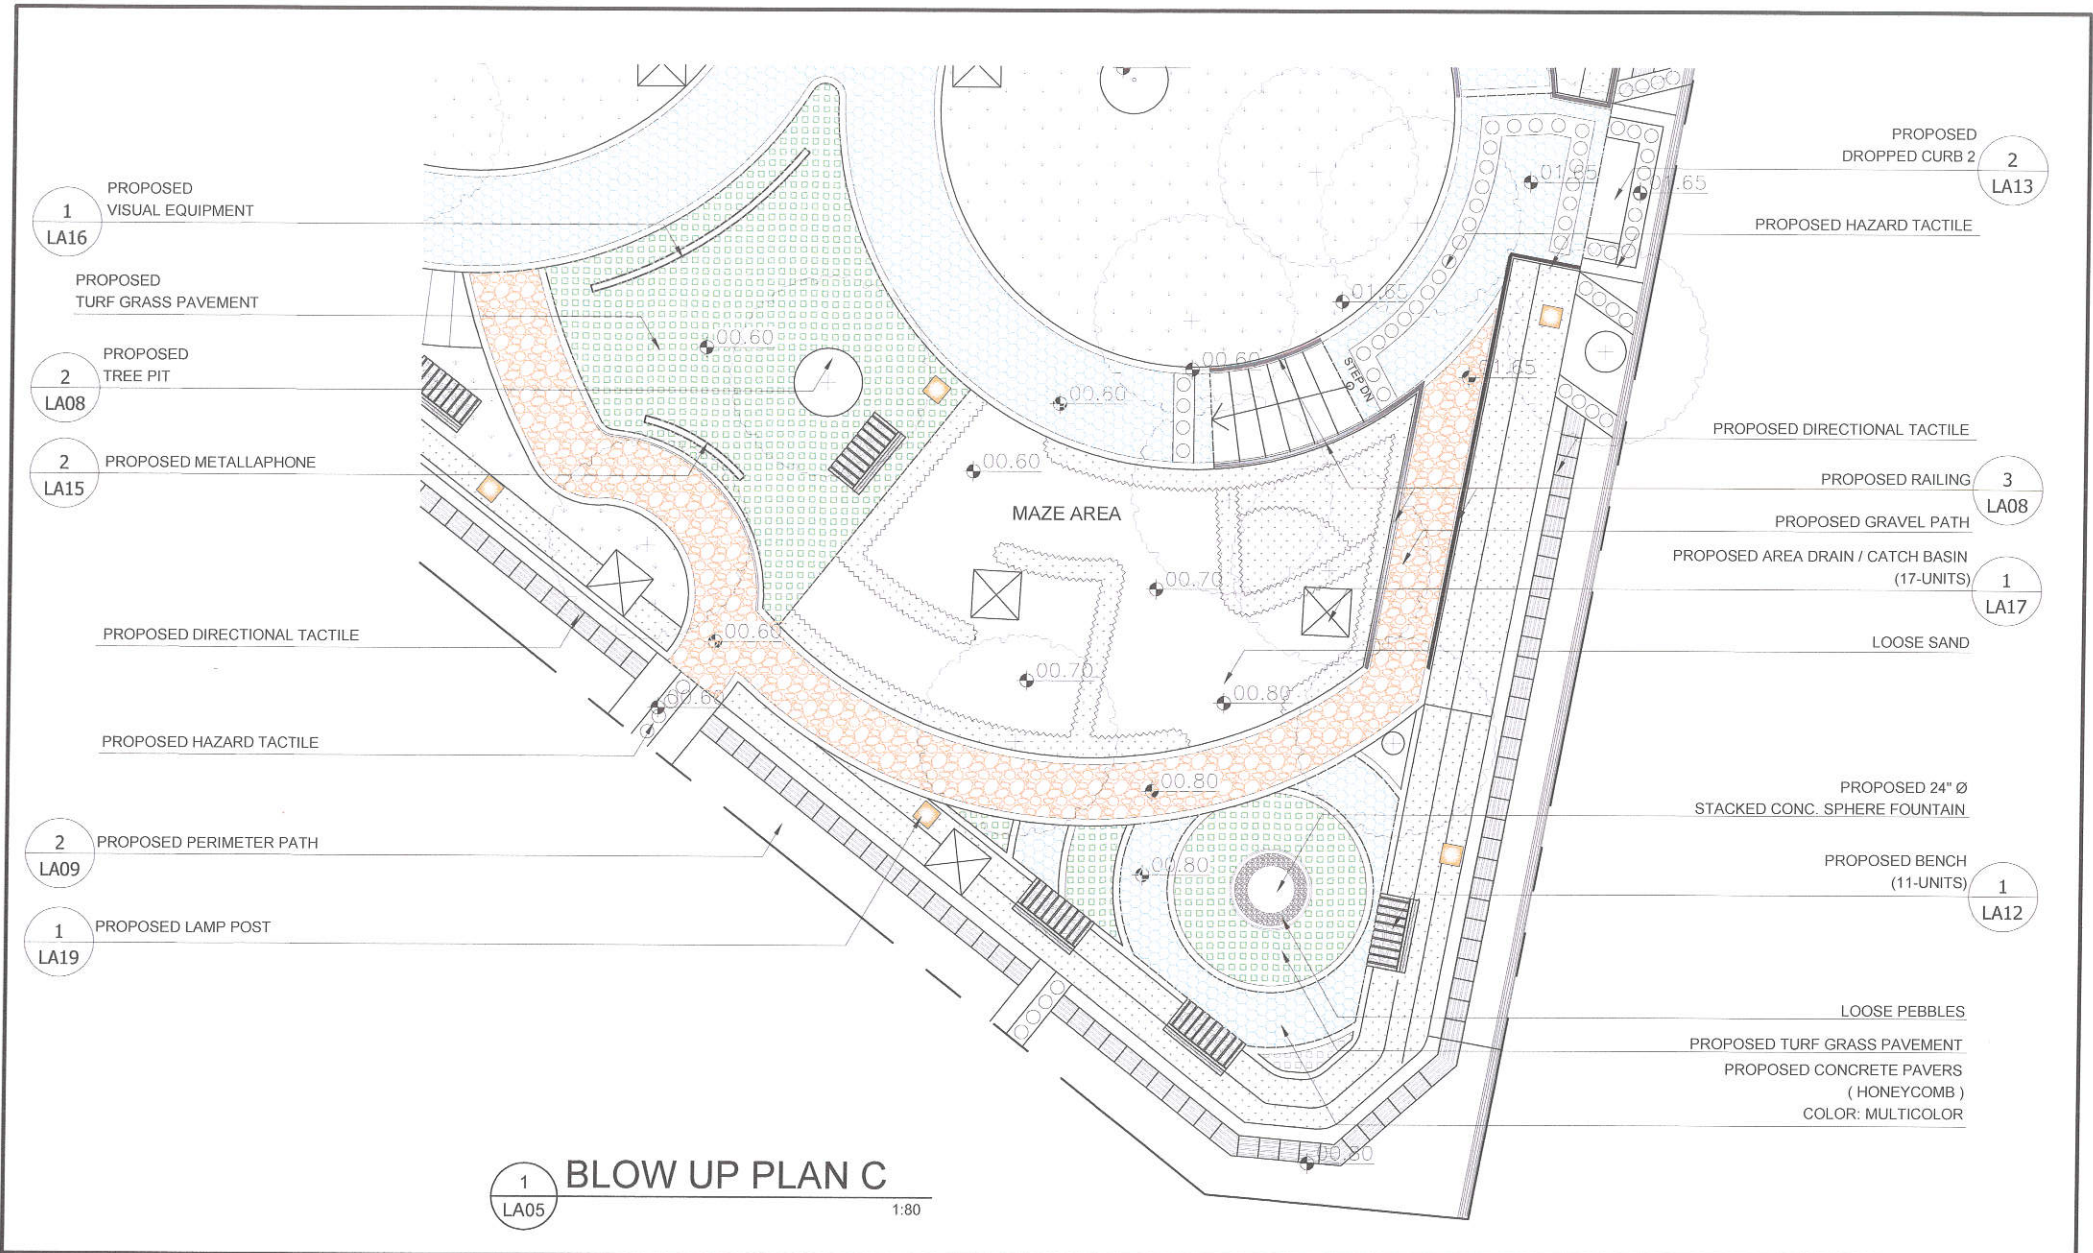 1
LA16
PROPOSED
VISUAL EQUIPMENT
PROPOSED
TURF GRASS PAVEMENT
2
LA08
PROPOSED
TREE PIT
2
LA15
PROPOSED METALLAPHONE
PROPOSED DIRECTIONAL TACTILE
PROPOSED HAZARD TACTILE
2
LA09
PROPOSED PERIMETER PATH
1
LA19
PROPOSED LAMP POST
01.65
01.65
01.65
01.65
00.60
00.60
00.60
00.60
00.60
00.60
STEP DN
MAZE AREA
00.70
00.70
00.80
00.80
00.80
00.80
PROPOSED
DROPPED CURB 2
2
LA13
PROPOSED HAZARD TACTILE
PROPOSED DIRECTIONAL TACTILE
PROPOSED RAILING
3
LA08
PROPOSED GRAVEL PATH
PROPOSED AREA DRAIN / CATCH BASIN
(17-UNITS)
1
LA17
LOOSE SAND
PROPOSED 24" Ø
STACKED CONC. SPHERE FOUNTAIN
PROPOSED BENCH
(11-UNITS)
1
LA12
LOOSE PEBBLES
PROPOSED TURF GRASS PAVEMENT
PROPOSED CONCRETE PAVERS
( HONEYCOMB )
COLOR: MULTICOLOR
1
LA05
BLOW UP PLAN C
1:80